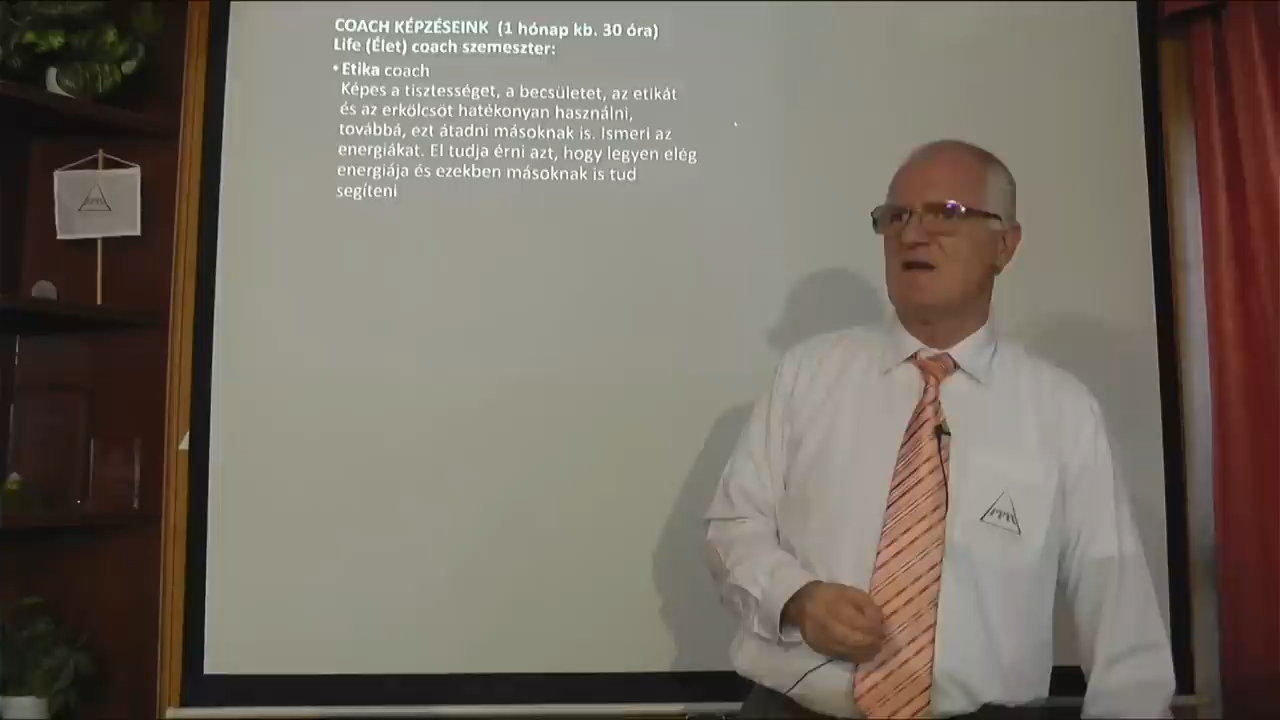 COACH KÉPZÉSEINK (1 hónap kb. 30 óra)
Life (Élet) coach szemeszter:
• Etika coach
Képes a tisztességet, a becsületet, az etikát
és az erkölcsöt hatékonyan használni,
továbbá, ezt átadni másoknak is. Ismeri az
energiákat. El tudja érni azt, hogy legyen elég
energiája és ezekben másoknak is tud
segíteni